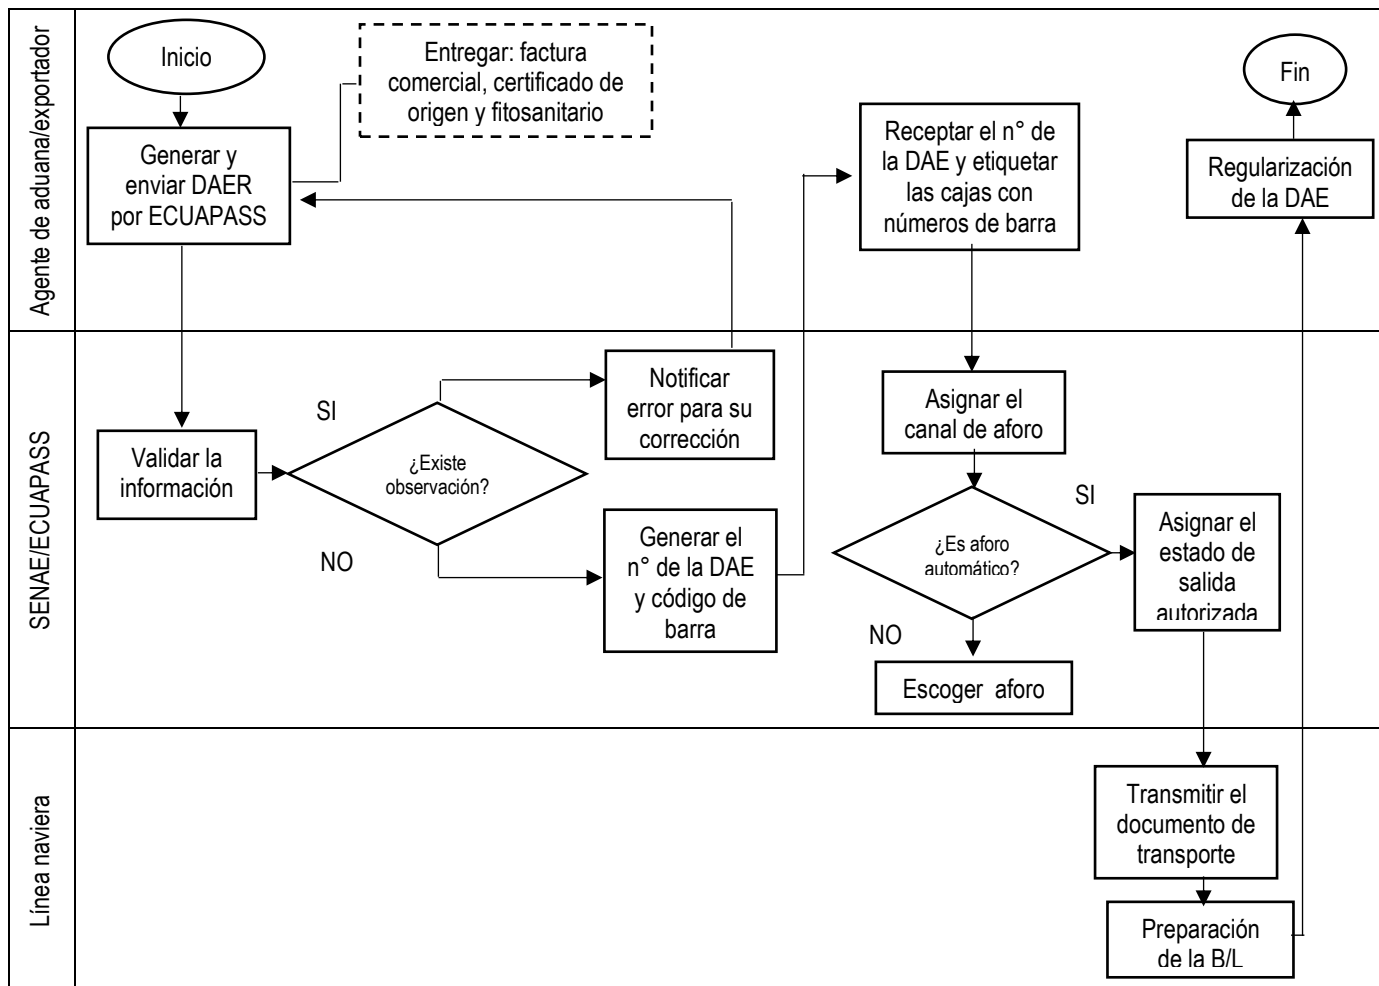 Agente de aduana/exportador
Inicio
Entregar: factura
comercial, certificado de
origen y fitosanitario
Generar y
enviar DAER
por ECUAPASS
Receptar el n° de
la DAE y etiquetar
las cajas con
números de barra
Fin
Regularización
de la DAE
SENAE/ECUAPASS
Validar la
información
SI
¿Existe
observación?
NO
Notificar
error para su
corrección
Generar el
n° de la DAE
y código de
barra
Asignar el
canal de aforo
¿Es aforo
automático?
SI
NO
Escoger aforo
Asignar el
estado de
salida
autorizada
Línea naviera
Transmitir el
documento de
transporte
Preparación
de la B/L